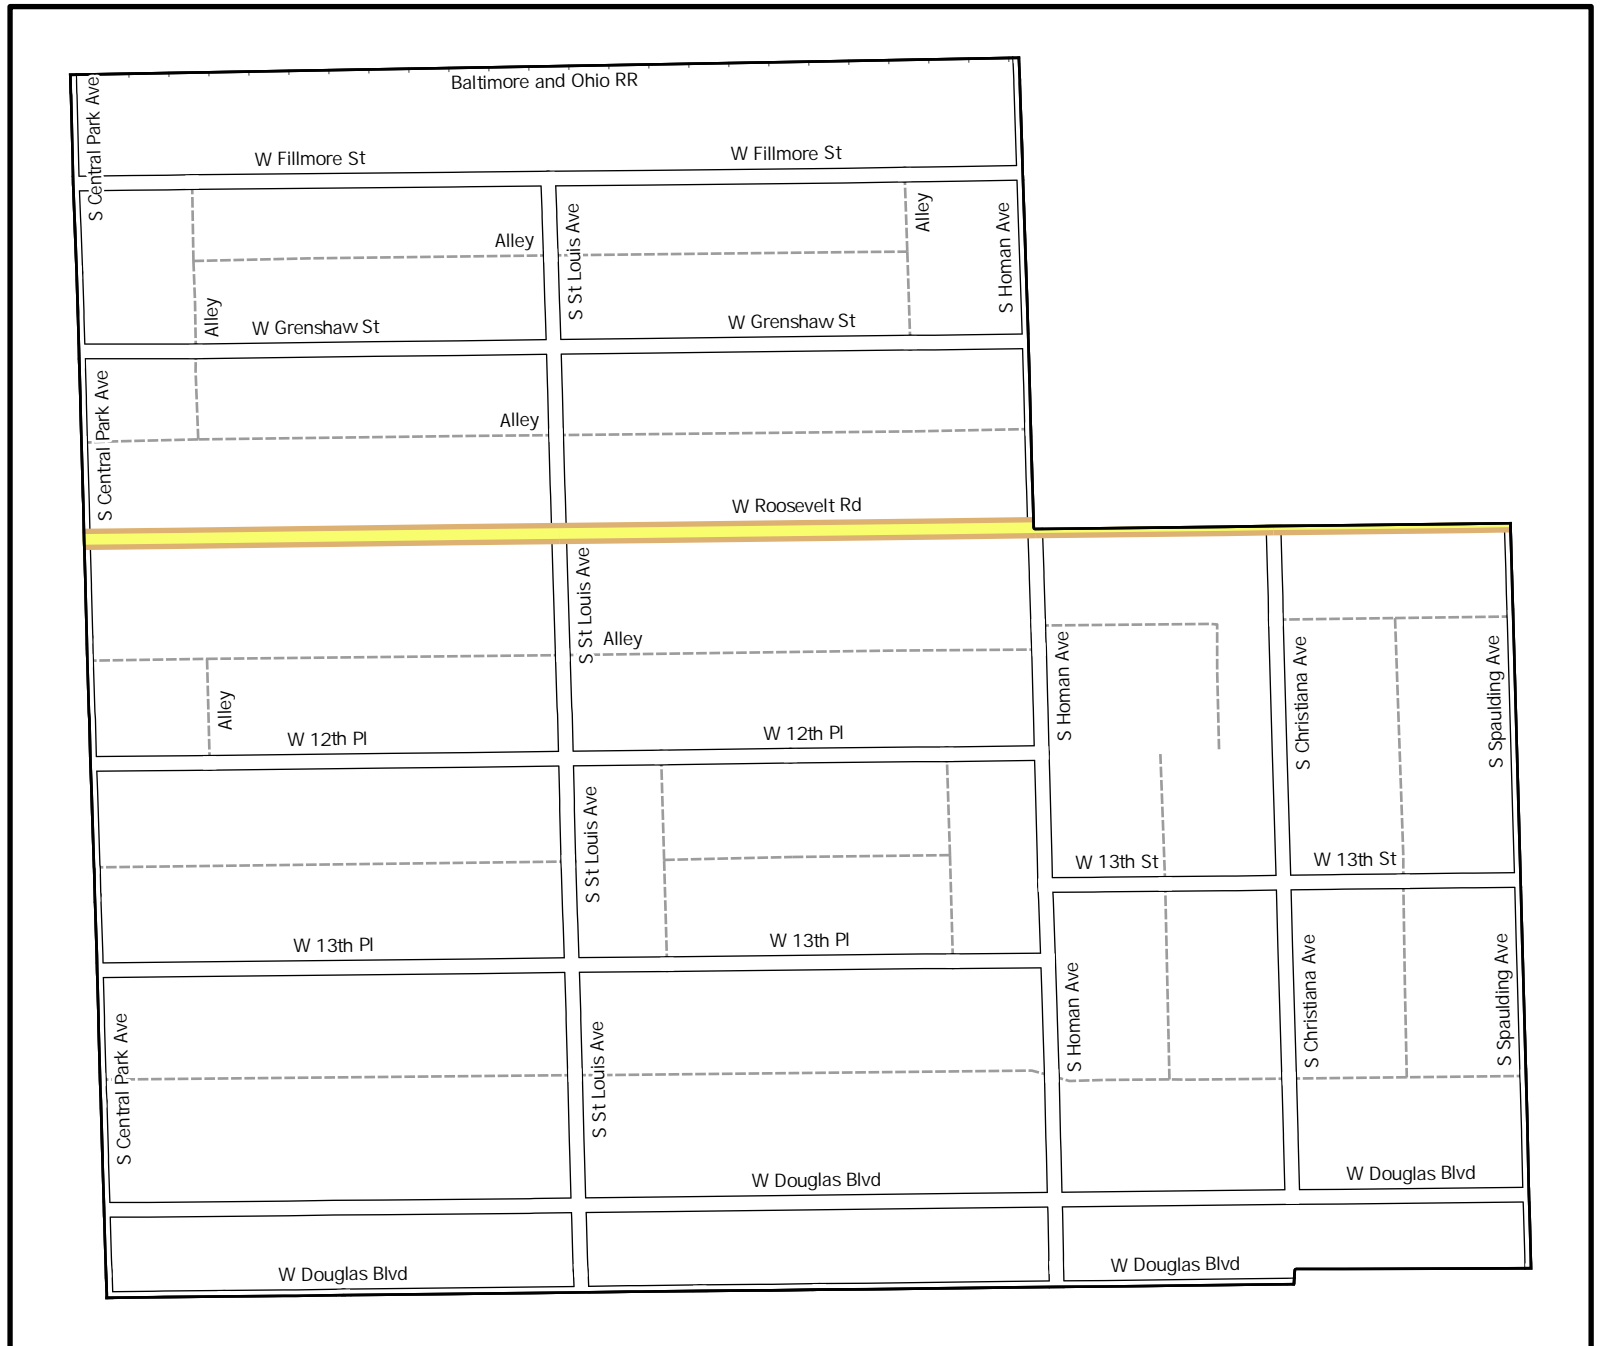 Baltimore and Ohio RR
S Central Park Ave
W Fillmore St
W Fillmore St
Alley
S St Louis Ave
S Homan Ave
Alley
Alley
W Grenshaw St
W Grenshaw St
S Central Park Ave
Alley
W Roosevelt Rd
S St Louis Ave
Alley
S Homan Ave
S Christiana Ave
S Spaulding Ave
Alley
W 12th Pl
W 12th Pl
S St Louis Ave
W 13th St
W 13th St
W 13th Pl
W 13th Pl
S Homan Ave
S Christiana Ave
S Spaulding Ave
S Central Park Ave
S St Louis Ave
W Douglas Blvd
W Douglas Blvd
W Douglas Blvd
W Douglas Blvd